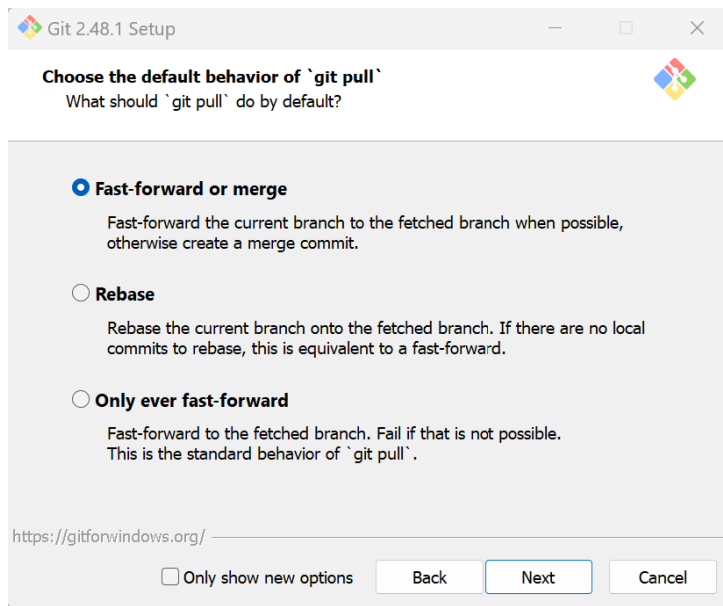 Git 2.48.1 Setup
Choose the default behavior of `git pull`
What should `git pull` do by default?
Fast-forward or merge
Fast-forward the current branch to the fetched branch when possible,
otherwise create a merge commit.
Rebase
Rebase the current branch onto the fetched branch. If there are no local
commits to rebase, this is equivalent to a fast-forward.
Only ever fast-forward
Fast-forward to the fetched branch. Fail if that is not possible.
This is the standard behavior of `git pull`.
https://gitforwindows.org/
Only show new options Back Next Cancel